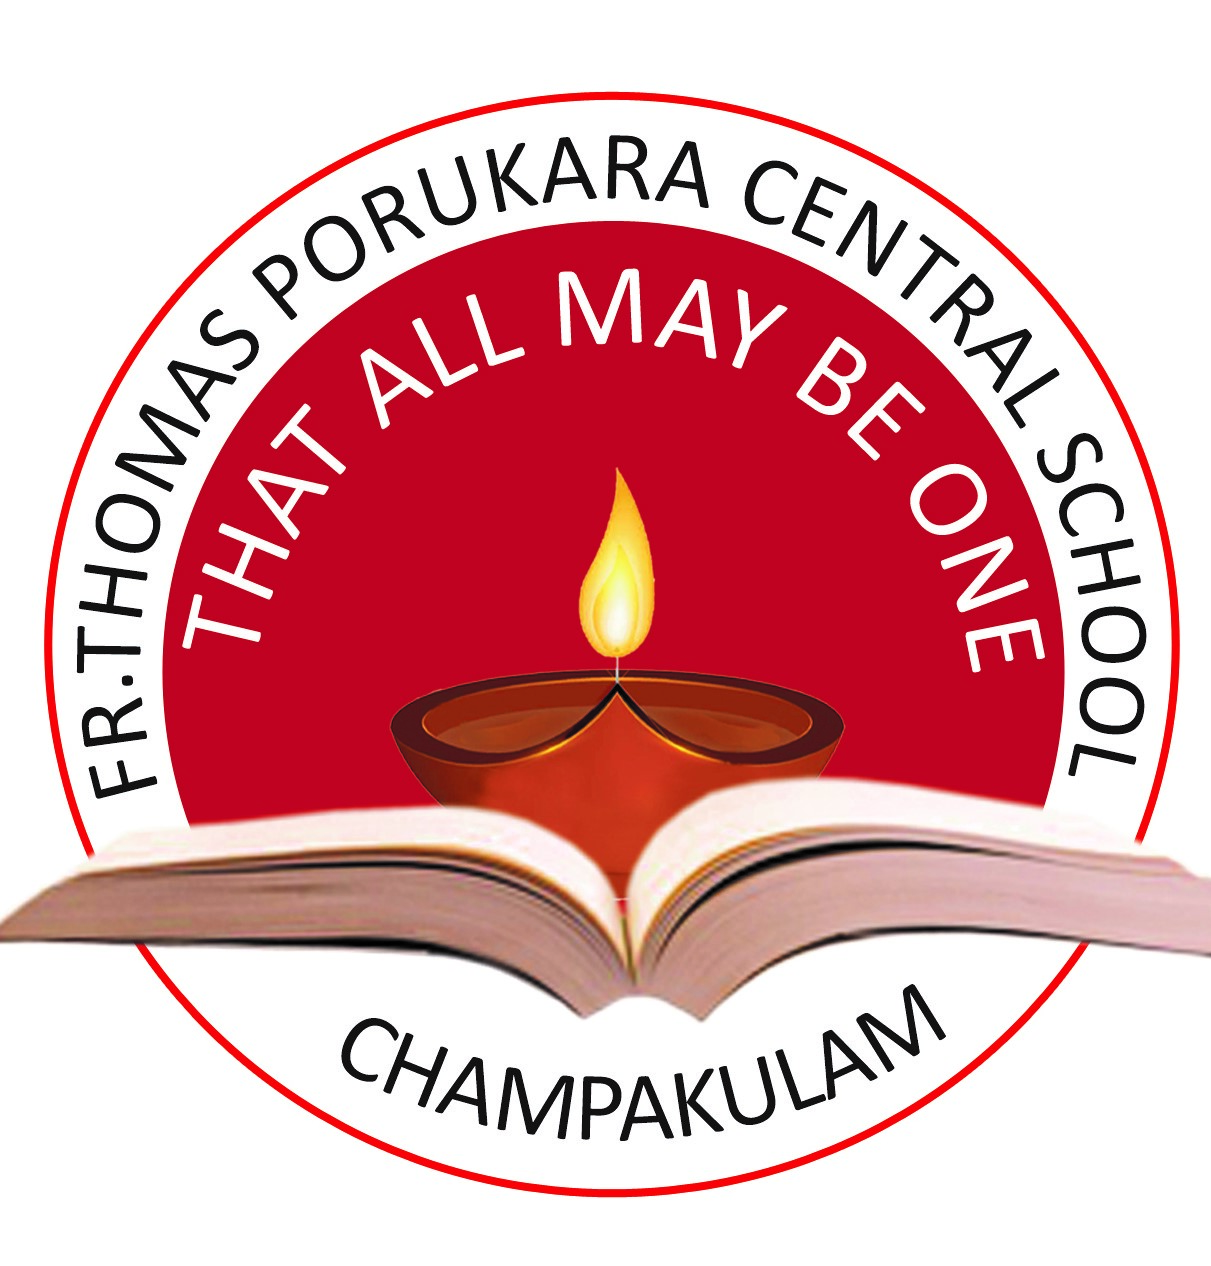 FR.THOMAS PORUKARA CENTRAL SCHOOL
THAT ALL MAY BE ONE
CHAMPAKULAM